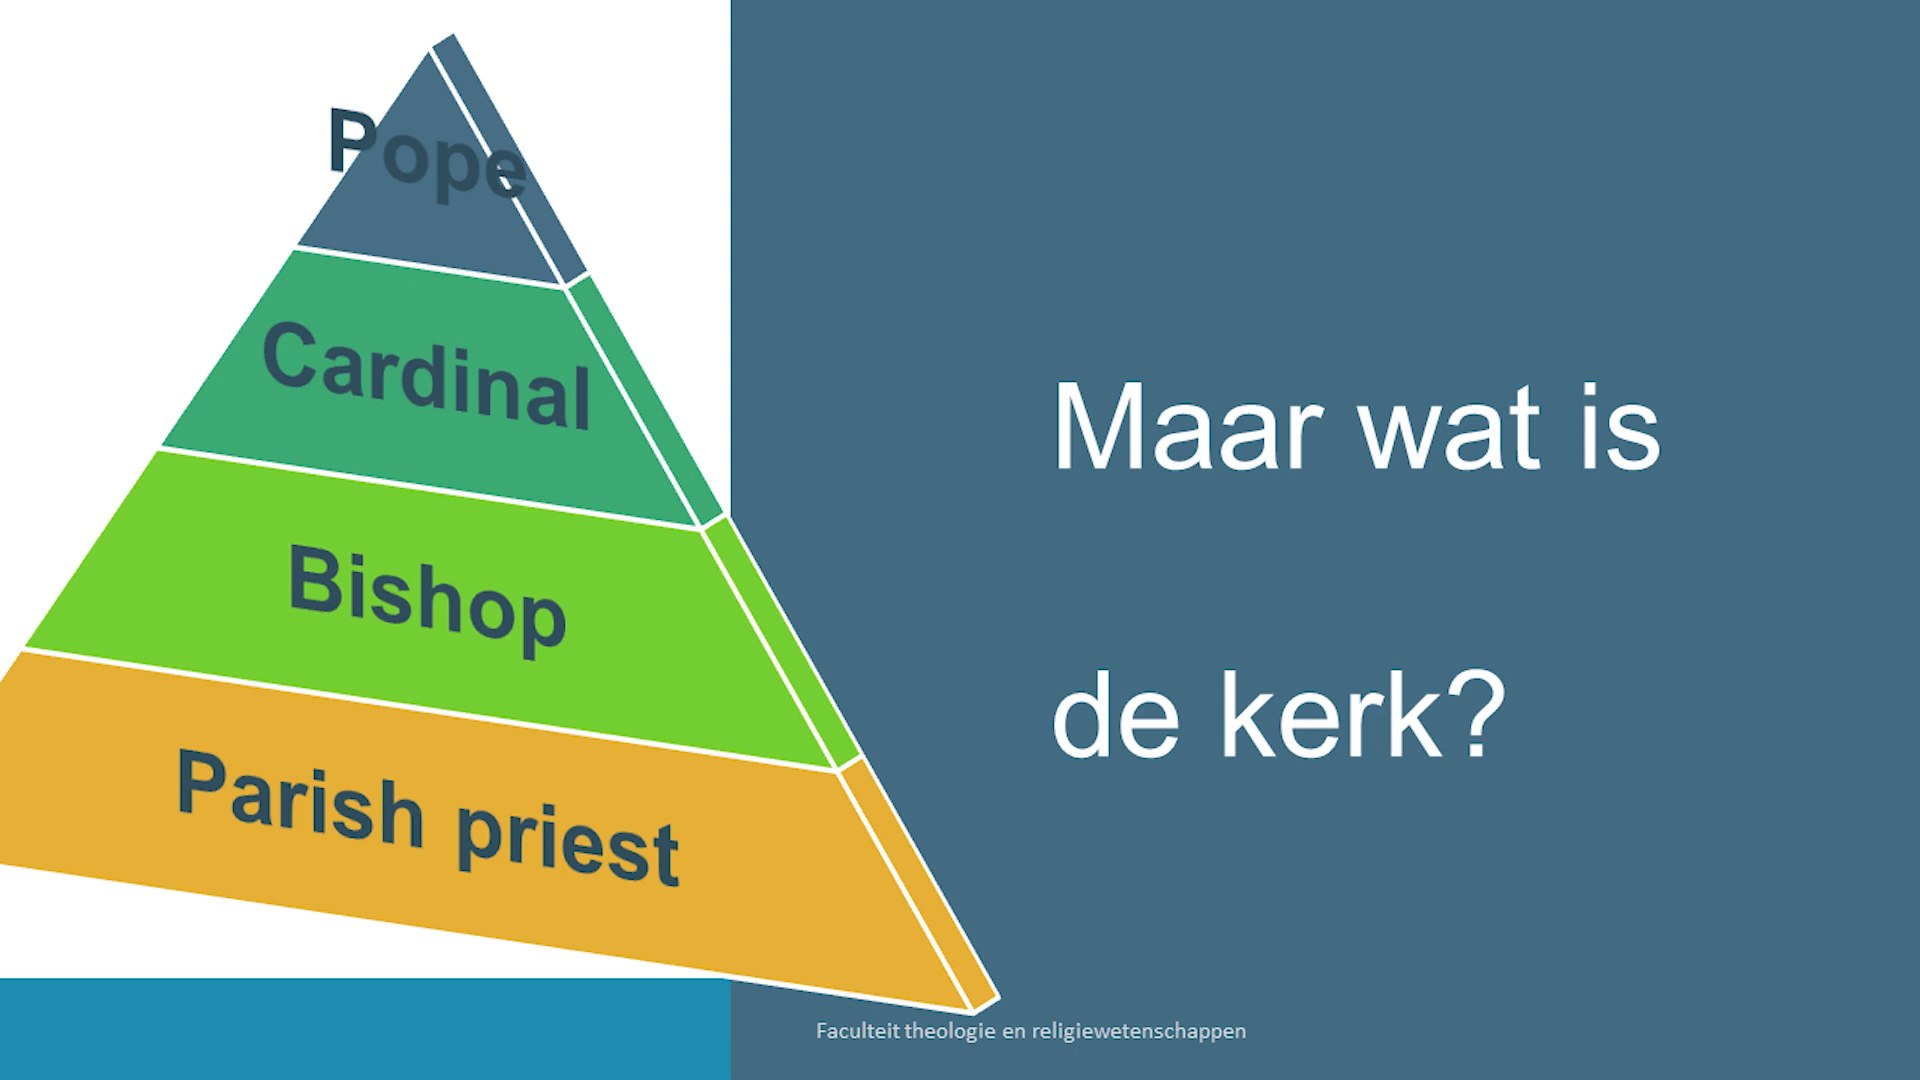 Pope
Cardinal
Bishop
Parish priest
Maar wat is
de kerk?
Faculteit theologie en religiewetenschappen